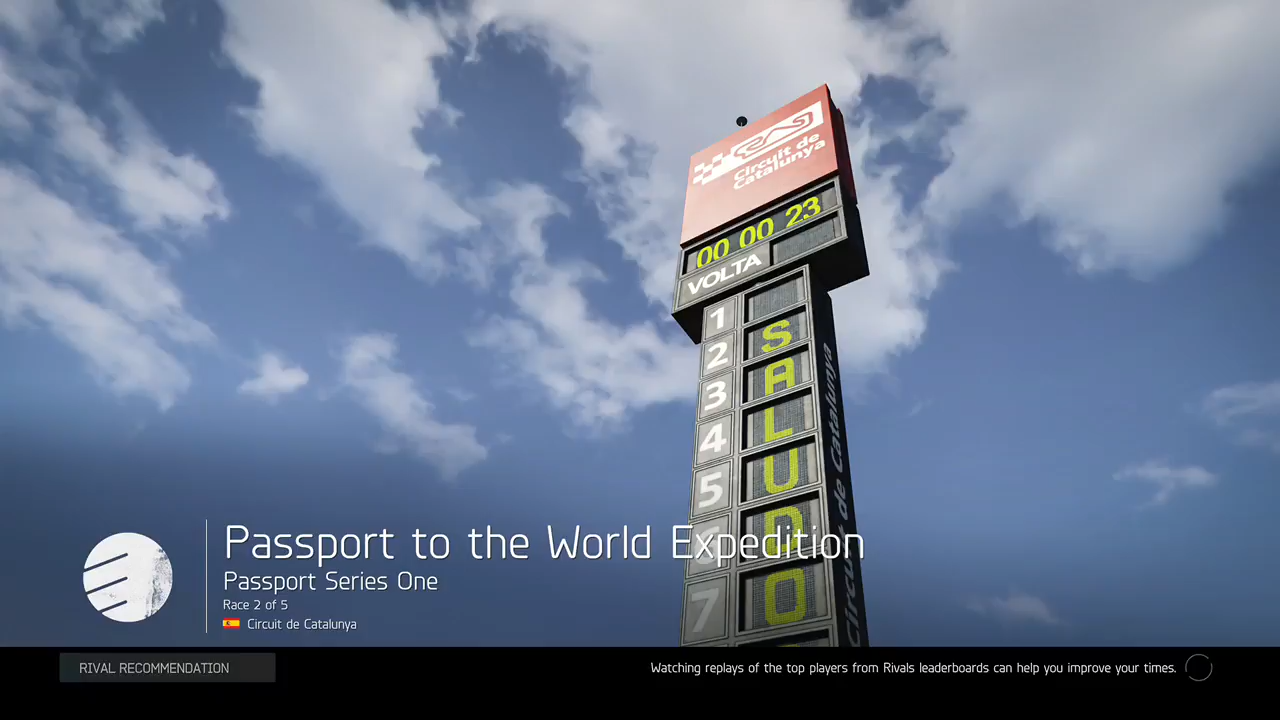 Circuit de
Catalunya
00 00 23
VOLTA
1
2
3
4
5
6
7
S
A
L
U
D
O
Circuit de Catalunya
Passport to the World Expedition
Passport Series One
Race 2 of 5
Circuit de Catalunya
RIVAL RECOMMENDATION
Watching replays of the top players from Rivals leaderboards can help you improve your times.